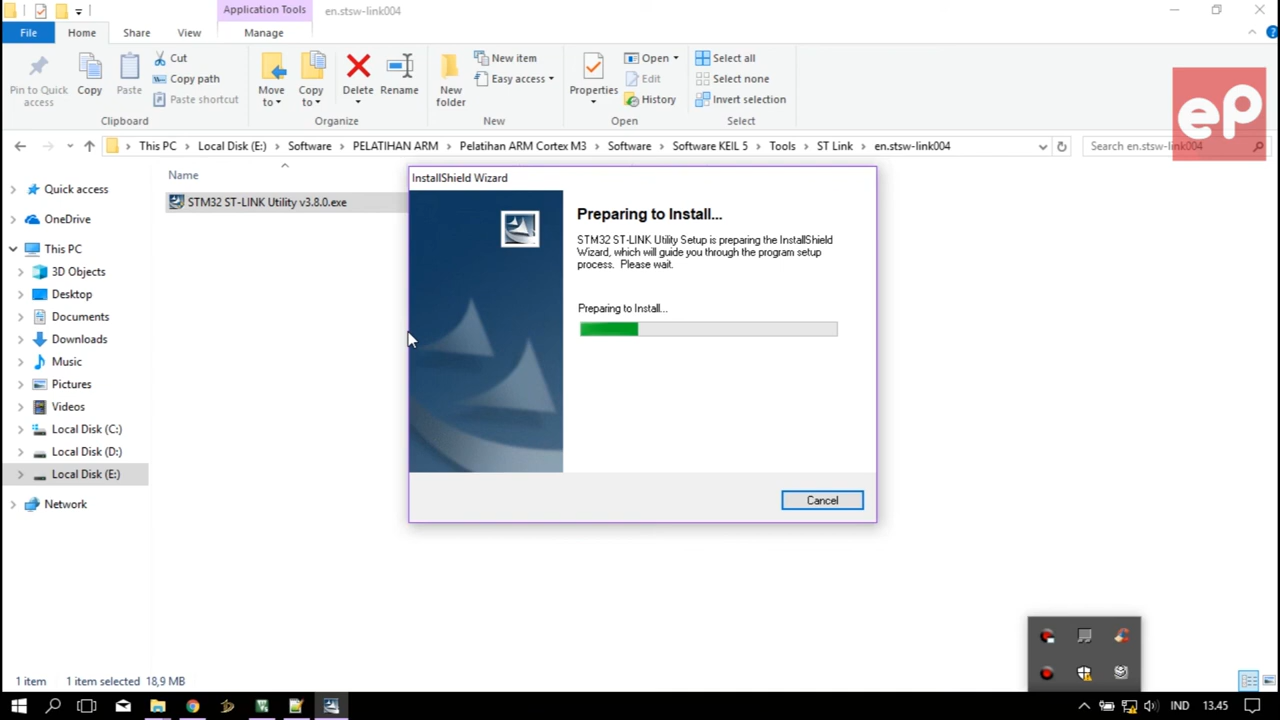 Application Tools
en.stsw-link004
File
Home
Share
View
Manage
Pin to Quick
access
Copy
Paste
Cut
Copy path
Paste shortcut
Clipboard
Move
to
Copy
to
Delete
Rename
Organize
New
folder
New item
Easy access
New
Properties
Open
Edit
History
Open
Select all
Select none
Invert selection
Select
eP
This PC
Local Disk (E:)
Software
PELATIHAN ARM
Pelatihan ARM Cortex M3
Software
Software KEIL 5
Tools
ST Link
en.stsw-link004
Search en.stsw-link004
Quick access
OneDrive
This PC
3D Objects
Desktop
Documents
Downloads
Music
Pictures
Videos
Local Disk (C:)
Local Disk (D:)
Local Disk (E:)
Network
Name
STM32 ST-LINK Utility v3.8.0.exe
InstallShield Wizard
Preparing to Install...
STM32 ST-LINK Utility Setup is preparing the InstallShield
Wizard, which will guide you through the program setup
process. Please wait.
Preparing to Install...
Cancel
1 item
1 item selected 18,9 MB
IND
13.45